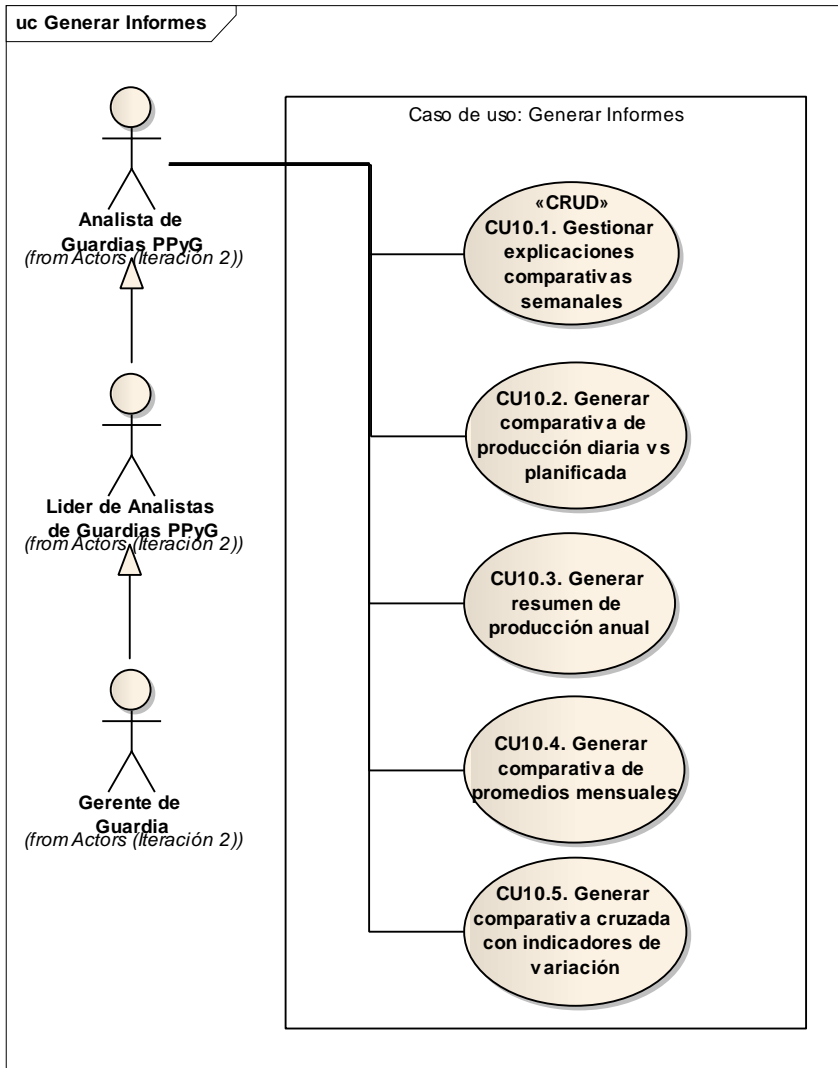 uc Generar Informes
Caso de uso: Generar Informes
Analista de
Guardias PPyG
(from Actors (Iteración 2))
Lider de Analistas
de Guardias PPyG
(from Actors (Iteración 2))
Gerente de
Guardia
(from Actors (Iteración 2))
«CRUD»
CU10.1. Gestionar
explicaciones
comparativas
semanales
CU10.2. Generar
comparativa de
producción diaria vs
planificada
CU10.3. Generar
resumen de
producción anual
CU10.4. Generar
comparativa de
promedios mensuales
CU10.5. Generar
comparativa cruzada
con indicadores de
variación